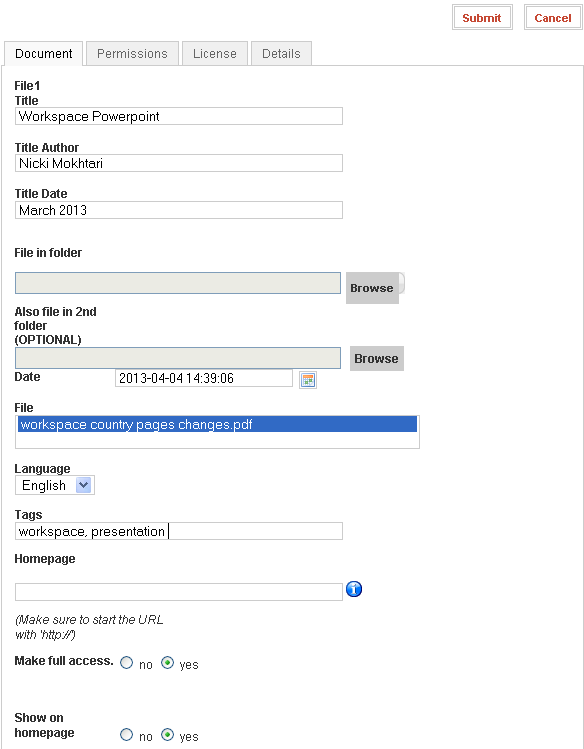 Submit Cancel
Document Permissions License Details
File1
Title
Workspace Powerpoint
Title Author
Nicki Mokhtari
Title Date
March 2013
File in folder
Browse
Also file in 2nd
folder
(OPTIONAL)
Browse
Date 2013-04-04 14:39:06
File
workspace country pages changes.pdf
Language
English
Tags
workspace, presentation
Homepage
(Make sure to start the URL
with 'http://')
Make full access. no yes
Show on
homepage no yes